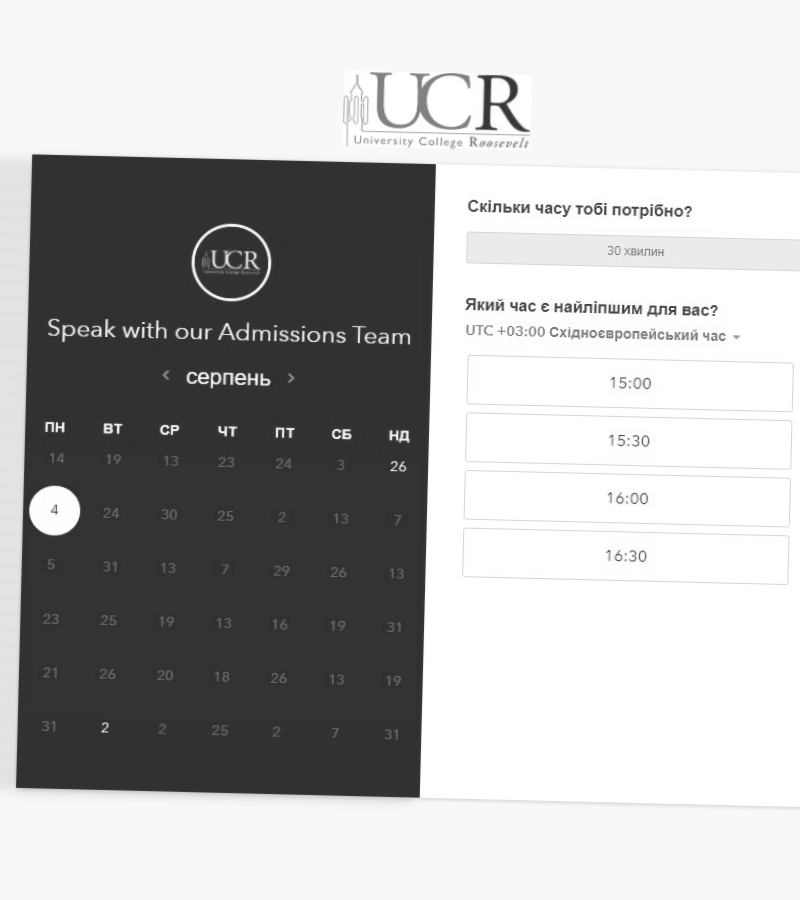 UCR
University College Roosevelt
UCR
Speak with our Admissions Team
серпень
ПН ВТ СР ЧТ ПТ СБ НД
14 19 13 23 24 3 26
4 24 30 25 2 13 7
5 31 13 7 29 26 13
23 25 19 13 16 19 31
21 26 20 18 26 13 19
31 2 2 25 2 7 31
Скільки часу тобі потрібно?
30 хвилин
Який час є найліпшим для вас?
UTC +03:00 Східноєвропейський час
15:00
15:30
16:00
16:30